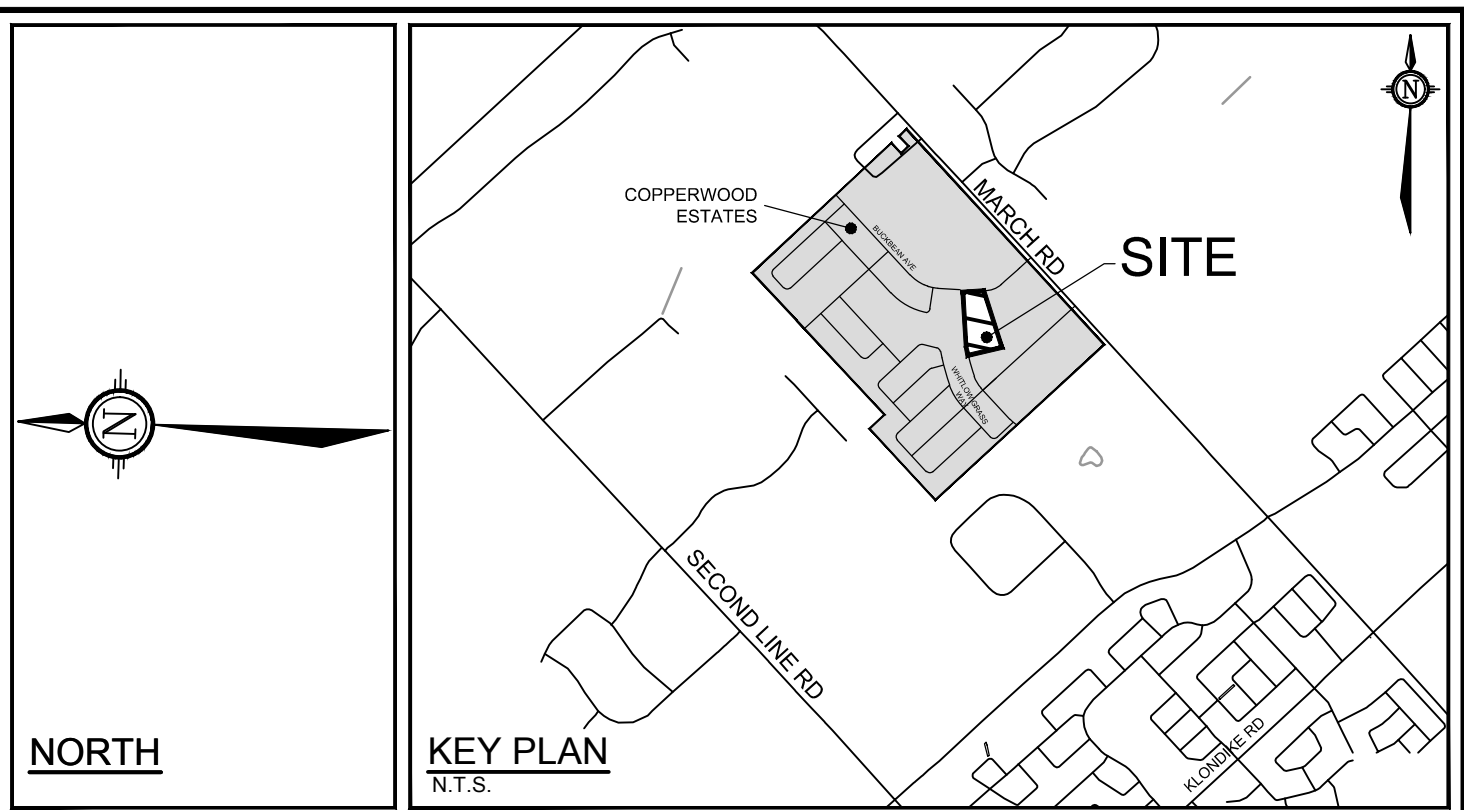 N
NORTH
COPPERWOOD
ESTATES
BUCKBEAN AVE
MARCH RD
SITE
N
WHITLOW GRASS
WAY
SECOND LINE RD
KLONDIKE RD
KEY PLAN
N.T.S.